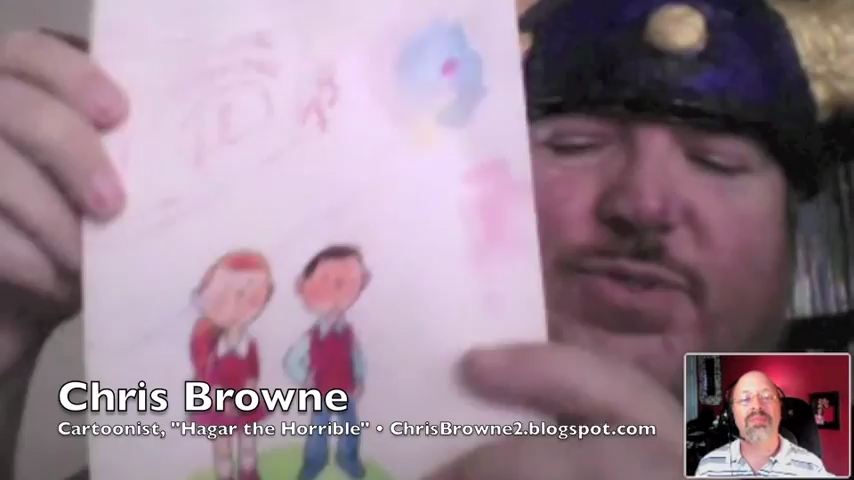 Chris Browne
Cartoonist, "Hagar the Horrible" • ChrisBrowne2.blogspot.com